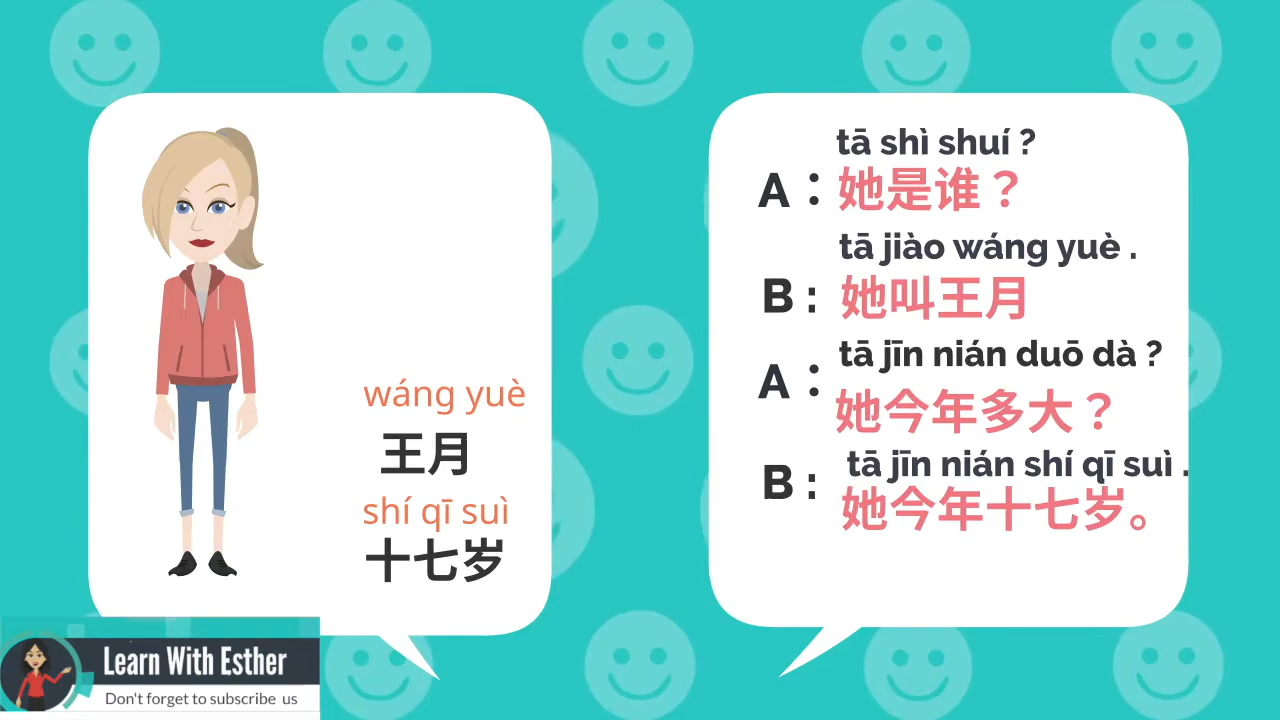 wáng yuè
王月
shí qī suì
十七岁
tā shì shuí ?
A：她是谁？
tā jiào wáng yuè .
B : 她叫王月
tā jīn nián duō dà ?
A：她今年多大？
tā jīn nián shí qī suì .
B : 她今年十七岁。
Learn With Esther
Don't forget to subscribe us